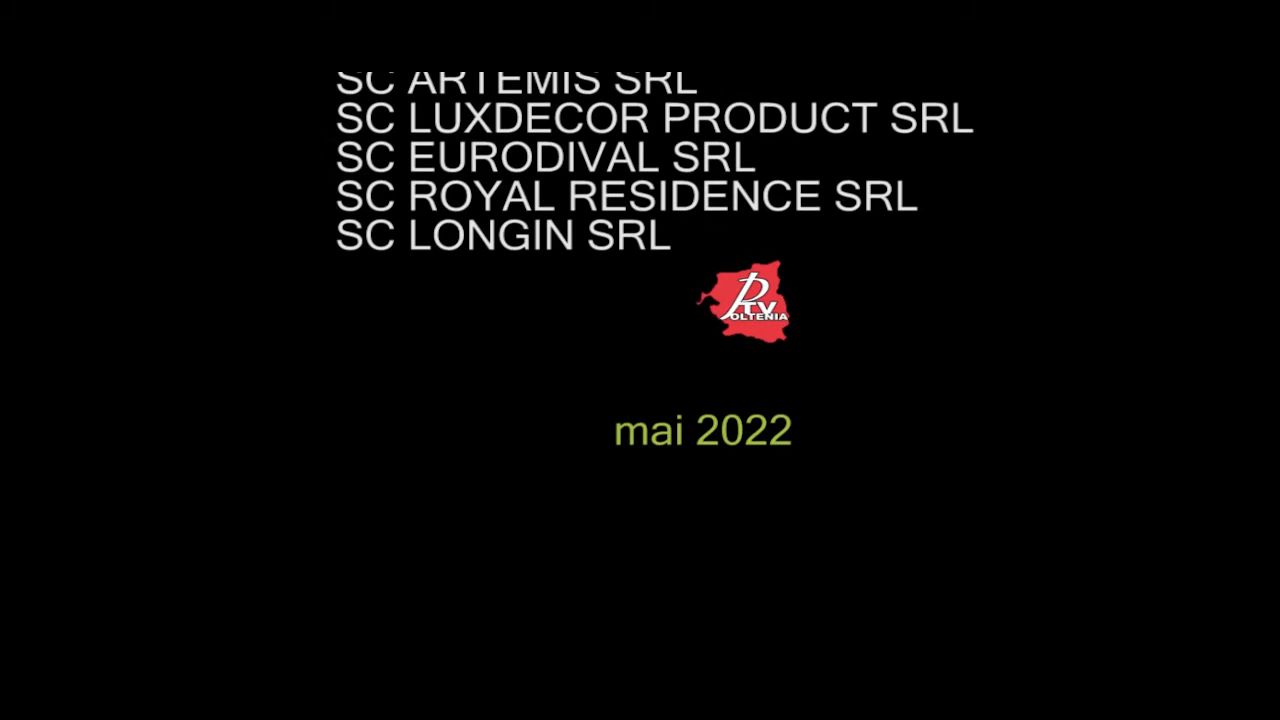 SC ARTEMIS SRL
SC LUXDECOR PRODUCT SRL
SC EURODIVAL SRL
SC ROYAL RESIDENCE SRL
SC LONGIN SRL
TV
OLTENIA
mai 2022